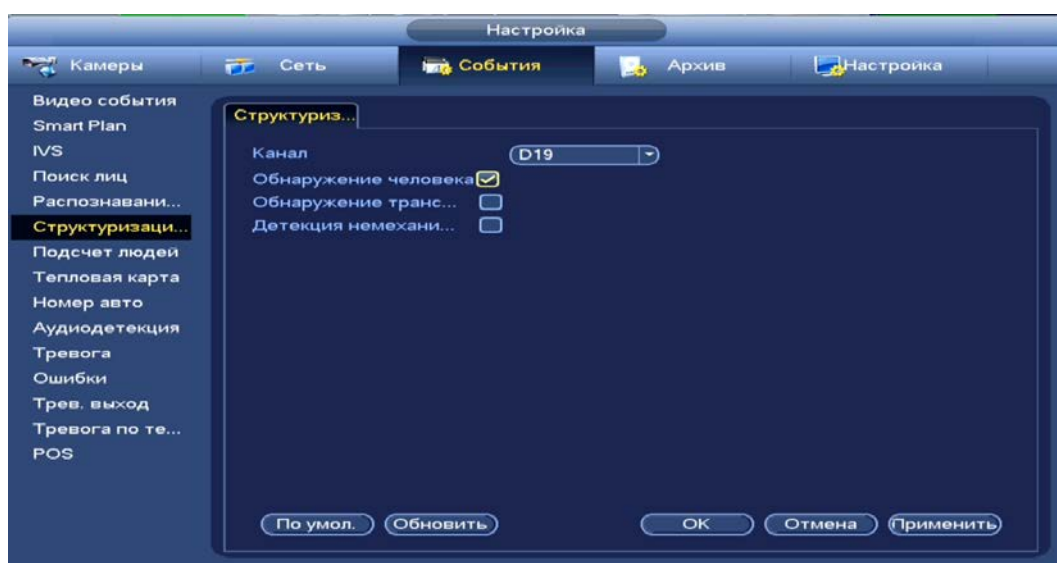 Настройка
Камеры
Сеть
События
Архив
Настройка
Видео события
Smart Plan
IVS
Поиск лиц
Распознавани...
Структуризаци...
Подсчет людей
Тепловая карта
Номер авто
Аудиодетекция
Тревога
Ошибки
Трев. выход
Тревога по те...
POS
Структуриз...
Канал D19
Обнаружение человека
Обнаружение транс...
Детекция немехани...
По умол. Обновить OK Отмена Применить